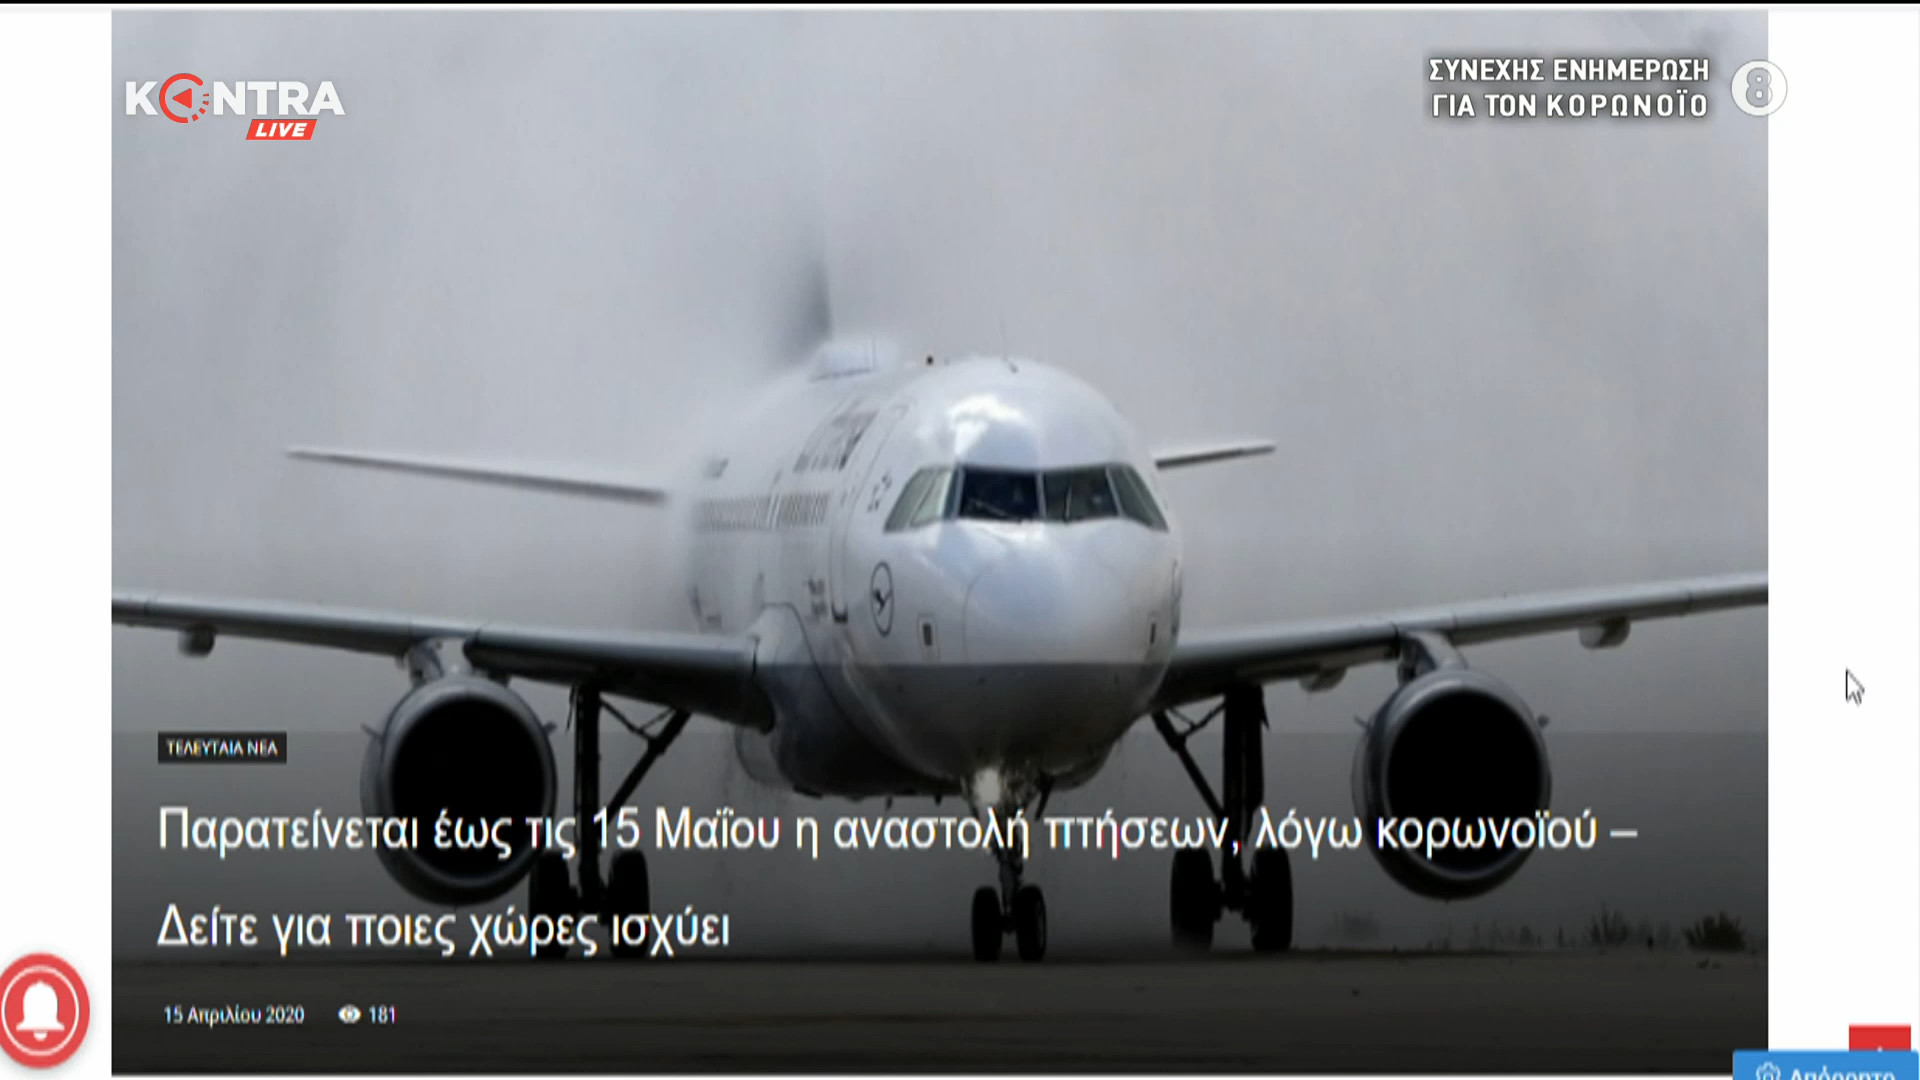 KONTRA
LIVE
ΣΥΝΕΧΗΣ ΕΝΗΜΕΡΩΣΗ
ΓΙΑ ΤΟΝ ΚΟΡΩΝΟΪΟ
8
ΤΕΛΕΥΤΑΙΑ ΝΕΑ
Παρατείνεται έως τις 15 Μαΐου η αναστολή πτήσεων, λόγω κορωνοϊού –
Δείτε για ποιες χώρες ισχύει
15 Απριλίου 2020 181
Απόρρητο